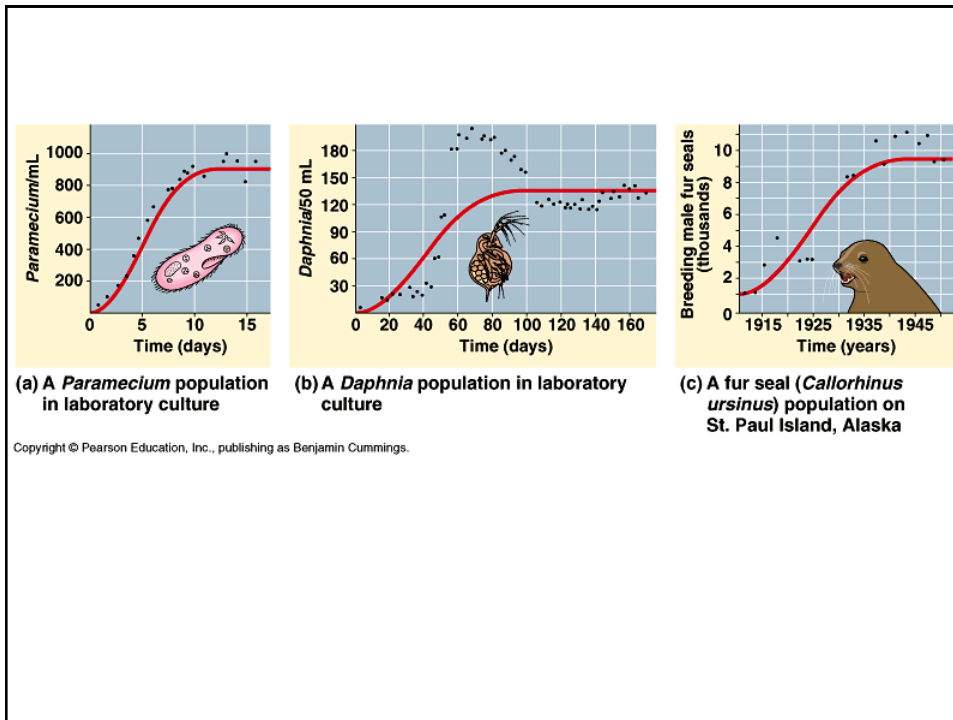 1000
800
600
400
200
Paramecium/mL
0 5 10 15
Time (days)
(a) A Paramecium population
in laboratory culture
180
150
120
90
60
30
Daphnia/50 mL
0 20 40 60 80 100 120 140 160
Time (days)
(b) A Daphnia population in laboratory
culture
10
8
6
4
2
0
Breeding male fur seals
(thousands)
1915 1925 1935 1945
Time (years)
(c) A fur seal (Callorhinus
ursinus) population on
St. Paul Island, Alaska
Copyright © Pearson Education, Inc., publishing as Benjamin Cummings.